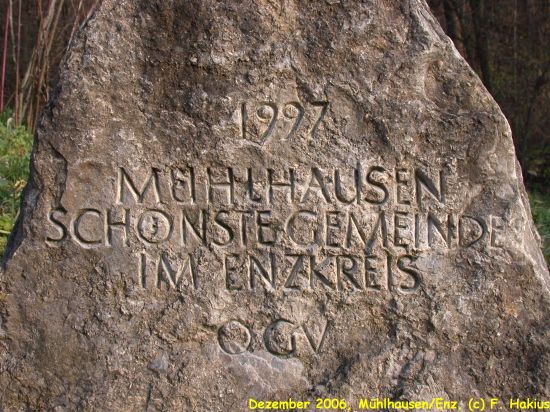 1997
MÜHLHAUSEN
SCHÖNSTE GEMEINDE
IM ENZKREIS
OGV
Dezember 2006, Mühlhausen/Enz, (c) F. Hakius